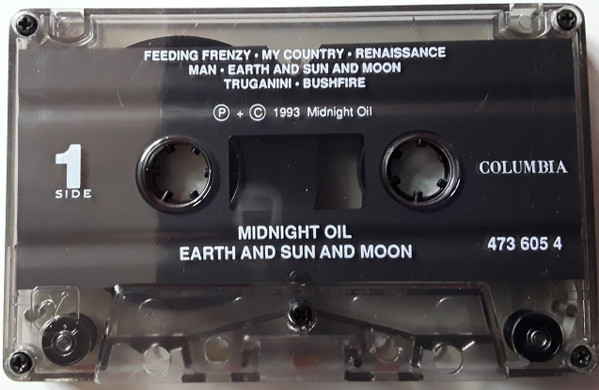 FEEDING FRENZY • MY COUNTRY • RENAISSANCE
MAN • EARTH AND SUN AND MOON
TRUGANINI • BUSHFIRE
Ⓟ + Ⓒ 1993 Midnight Oil
1
SIDE
COLUMBIA
MIDNIGHT OIL
EARTH AND SUN AND MOON
473 605 4